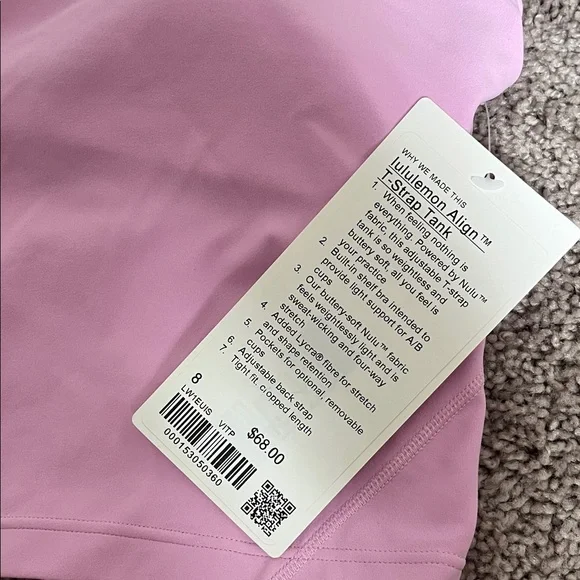 WHY WE MADE THIS
lululemon Align™
T-Strap Tank
1. When feeling nothing is
everything. Powered by Nulu™
fabric, this adjustable T-strap
tank is so weightless and
buttery soft, all you feel is
your practice
2. Built-in shelf bra intended to
provide light support for A/B
cups
3. Our buttery-soft Nulu™ fabric
feels weightlessly light and is
sweat-wicking and four-way
stretch
4. Added Lycra® fibre for stretch
and shape retention
5. Pockets for optional, removable
cups
6. Adjustable back strap
7. Tight fit, Cropped length
8
LW1EUIS VITP
$68.00
000153050360